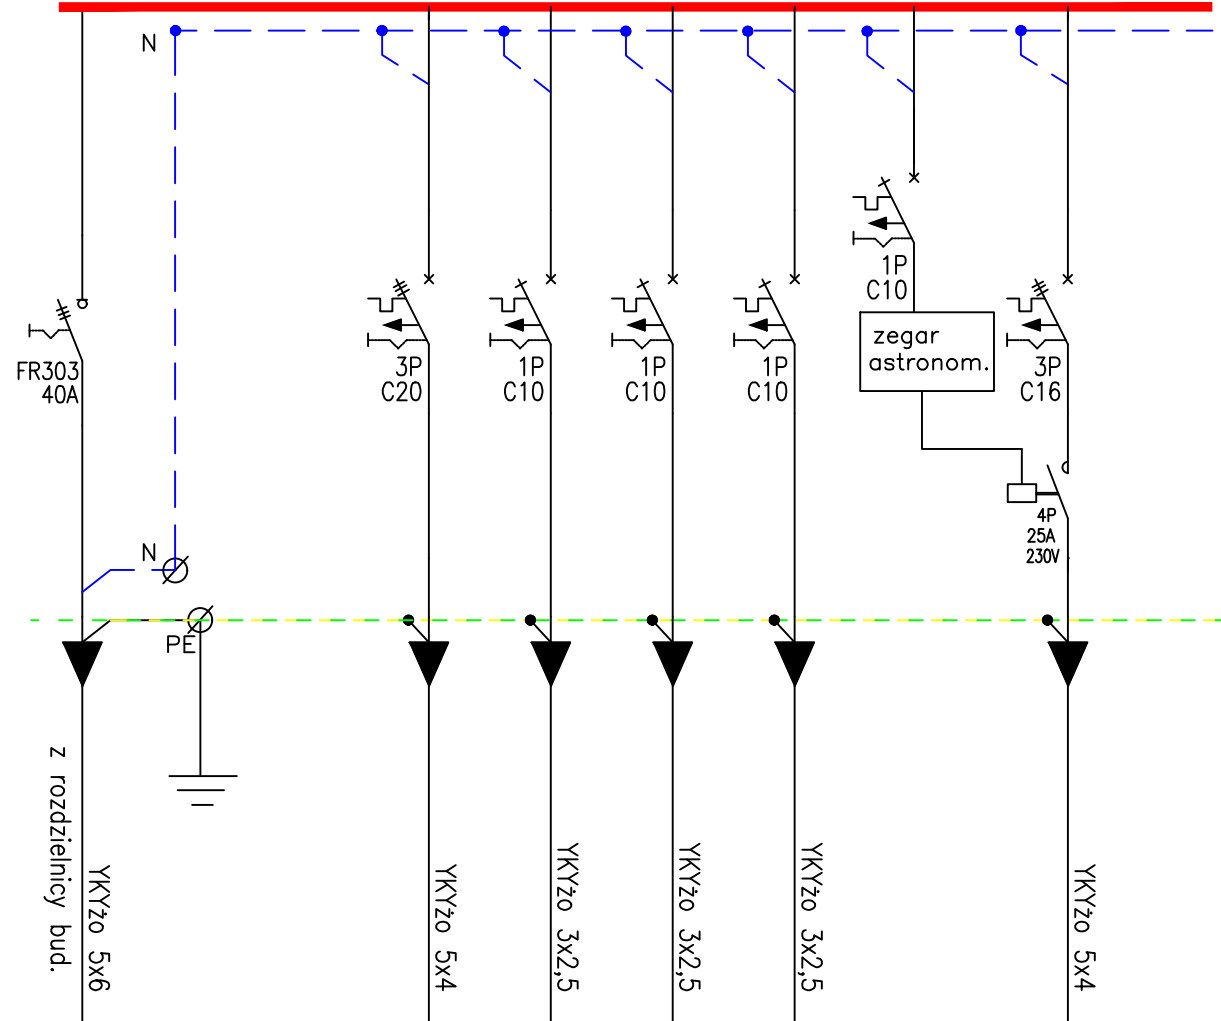 N
1P
C10
zegar
astronom.
FR303
40A
3P
C20
1P
C10
1P
C10
1P
C10
3P
C16
4P
25A
230V
N
PE
z rozdzielnicy bud.
YKYżo 5x6
YKYżo 5x4
YKYżo 3x2,5
YKYżo 3x2,5
YKYżo 3x2,5
YKYżo 5x4